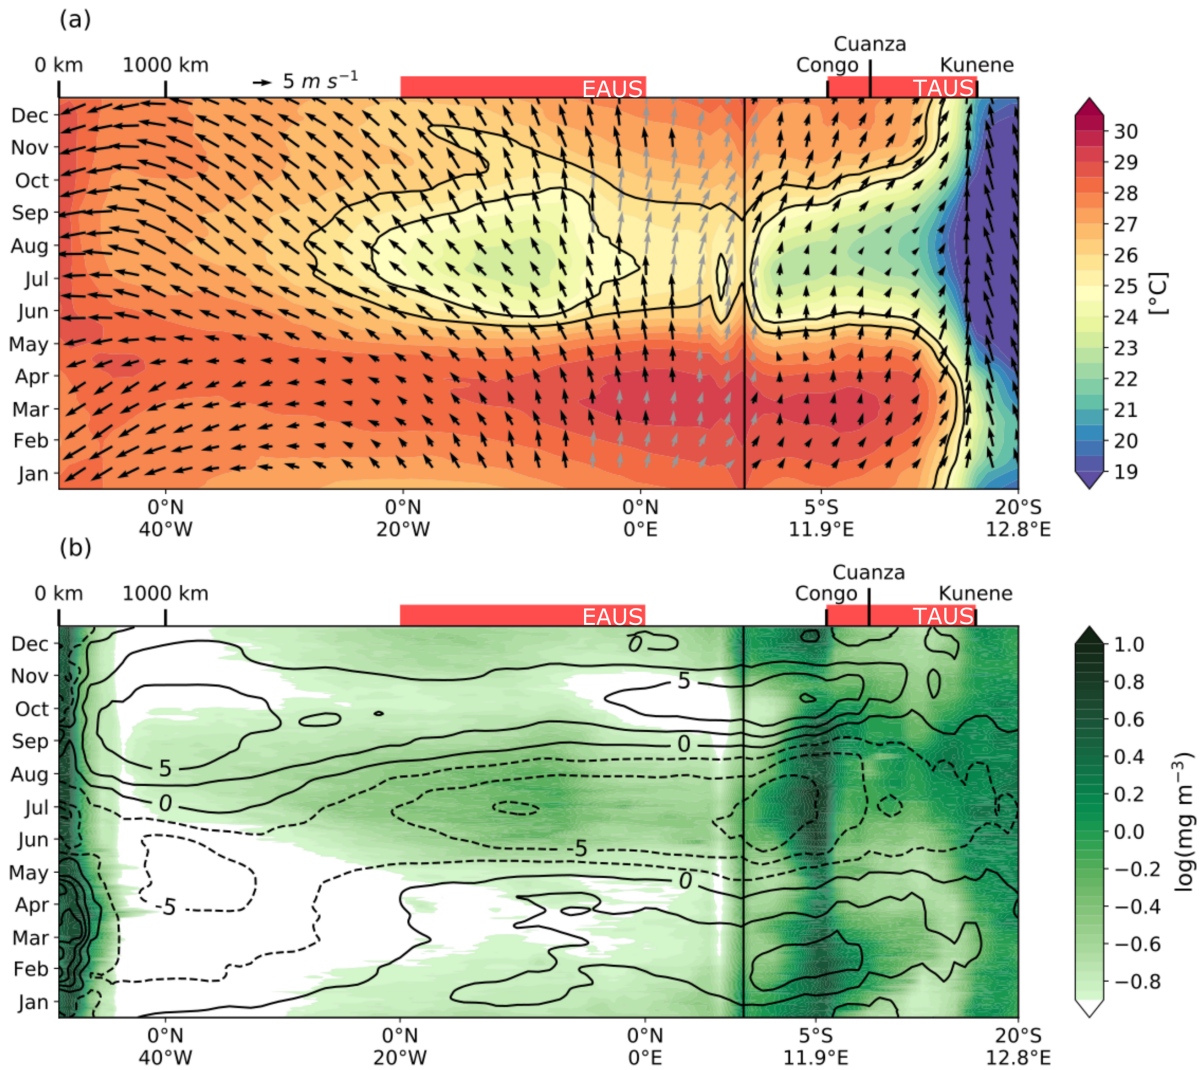 (a)
Cuanza
0 km 1000 km Congo Kunene
5 m s⁻¹
EAUS TAUS
Dec
Nov
Oct
Sep
Aug
Jul
Jun
May
Apr
Mar
Feb
Jan
30
29
28
27
26
25
24
23
22
21
20
19
[°C]
0°N 0°N 0°N 5°S 20°S
40°W 20°W 0°E 11.9°E 12.8°E
(b)
Cuanza
0 km 1000 km Congo Kunene
EAUS TAUS
Dec
Nov
Oct
Sep
Aug
Jul
Jun
May
Apr
Mar
Feb
Jan
0
5
0
5
0
-5
0
-5
1.0
0.8
0.6
0.4
0.2
0.0
−0.2
−0.4
−0.6
−0.8
log(mg m⁻³)
0°N 0°N 0°N 5°S 20°S
40°W 20°W 0°E 11.9°E 12.8°E